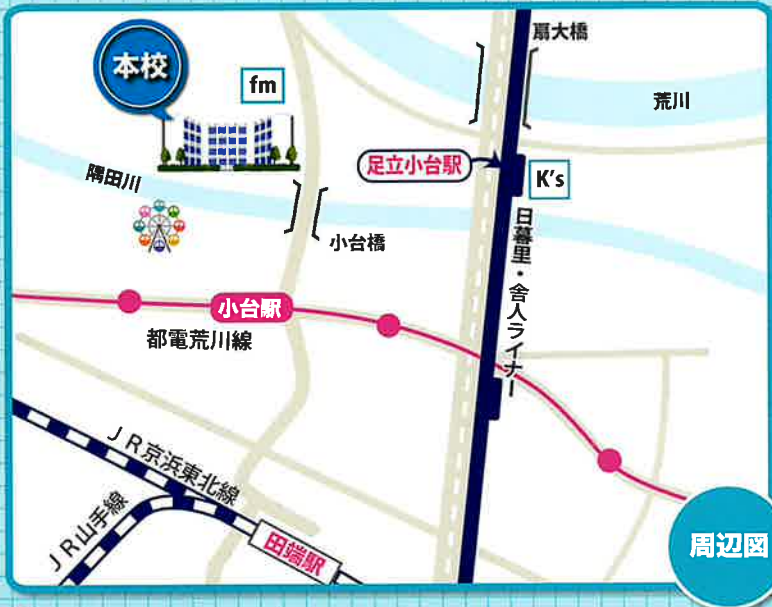 扇大橋
本校
fm
荒川
足立小台駅
K's
隅田川
小台橋
日暮里・舎人ライナー
小台駅
都電荒川線
JR京浜東北線
JR山手線
田端駅
周辺図